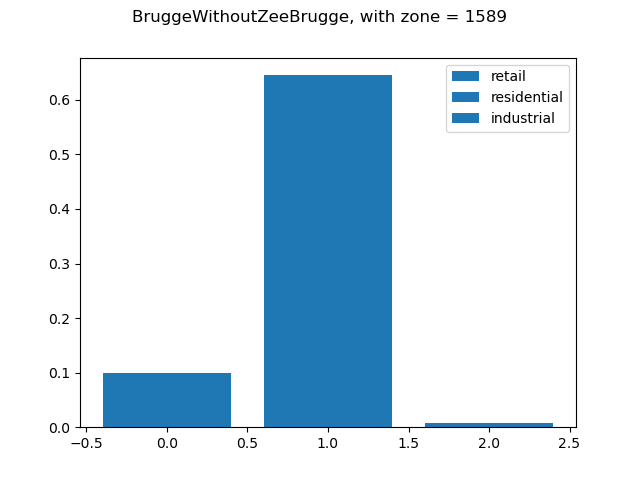 BruggeWithoutZeeBrugge, with zone = 1589
retail
residential
industrial
0.6
0.5
0.4
0.3
0.2
0.1
0.0
−0.5 0.0 0.5 1.0 1.5 2.0 2.5